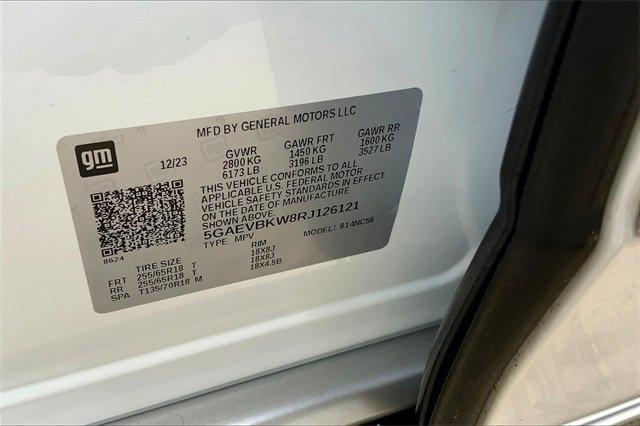 MFD BY GENERAL MOTORS LLC
gm
12/23 GVWR GAWR FRT GAWR RR
2800 KG 1450 KG 1600 KG
6173 LB 3196 LB 3527 LB
THIS VEHICLE CONFORMS TO ALL
APPLICABLE U.S. FEDERAL MOTOR
VEHICLE SAFETY STANDARDS IN EFFECT
ON THE DATE OF MANUFACTURE
SHOWN ABOVE.
5GAEVBKW8RJ126121
8624
TYPE: MPV MODEL: 814NC56
TIRE SIZE RIM
FRT 255/65R18 T 18X8J
RR 255/65R18 T 18X8J
SPA T135/70R18 M 18X4.5B